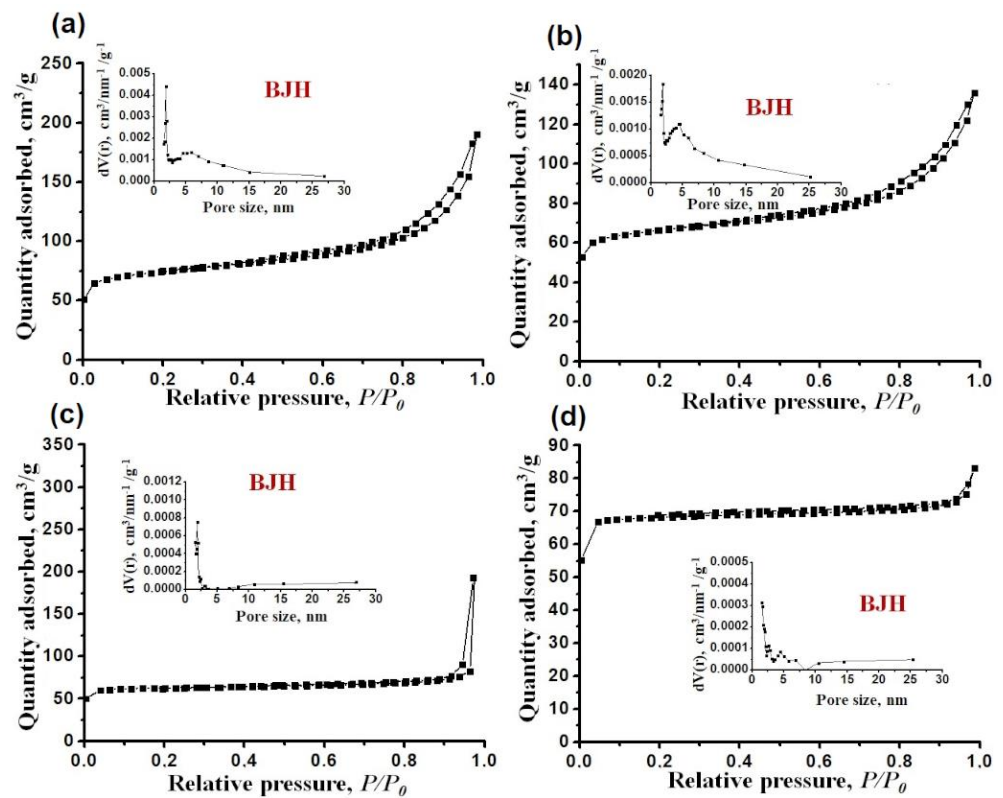 (a)
250
200
150
100
50
0
Quantity adsorbed, cm³/g
0.0 0.2 0.4 0.6 0.8 1.0
Relative pressure, P/P₀
BJH
0.005
0.004
0.003
0.002
0.001
0.000
dV(r), cm³/nm⁻¹ /g⁻¹
0 5 10 15 20 25 30
Pore size, nm
(b)
140
120
100
80
60
40
20
0
Quantity adsorbed, cm³/g
0.0 0.2 0.4 0.6 0.8 1.0
Relative pressure, P/P₀
BJH
0.0020
0.0015
0.0010
0.0005
0.0000
dV(r), cm³/nm⁻¹ /g⁻¹
0 5 10 15 20 25 30
Pore size, nm
(c)
350
300
250
200
150
100
50
0
Quantity adsorbed, cm³/g
0.0 0.2 0.4 0.6 0.8 1.0
Relative pressure, P/P₀
BJH
0.0012
0.0010
0.0008
0.0006
0.0004
0.0002
0.0000
dV(r), cm³/nm⁻¹ /g⁻¹
0 5 10 15 20 25 30
Pore size, nm
(d)
90
80
70
60
50
40
30
20
10
0
Quantity adsorbed, cm³/g
0.0 0.2 0.4 0.6 0.8 1.0
Relative pressure, P/P₀
BJH
0.0005
0.0004
0.0003
0.0002
0.0001
0.0000
dV(r), cm³/nm⁻¹ /g⁻¹
0 5 10 15 20 25 30
Pore size, nm